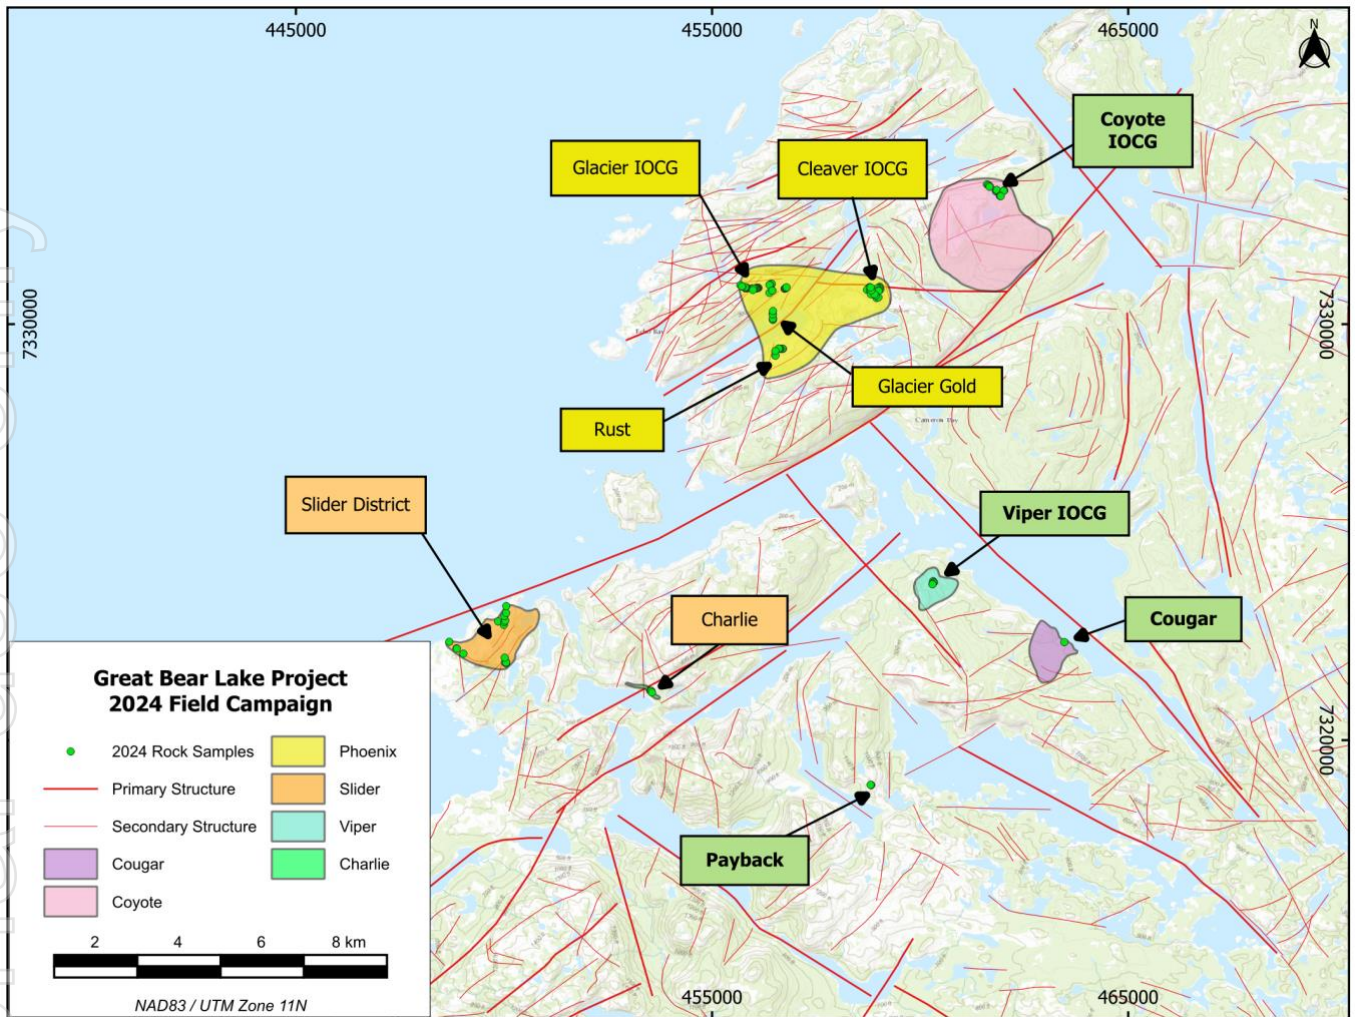 445000
455000
465000
N
Coyote
IOCG
Glacier IOCG
Cleaver IOCG
7330000
7330000
Glacier Gold
Rust
Cameron Bay
Slider District
Viper IOCG
Charlie
Cougar
7320000
Payback
Great Bear Lake Project
2024 Field Campaign
2024 Rock Samples
Primary Structure
Secondary Structure
Cougar
Coyote
Phoenix
Slider
Viper
Charlie
2 4 6 8 km
NAD83 / UTM Zone 11N
455000
465000